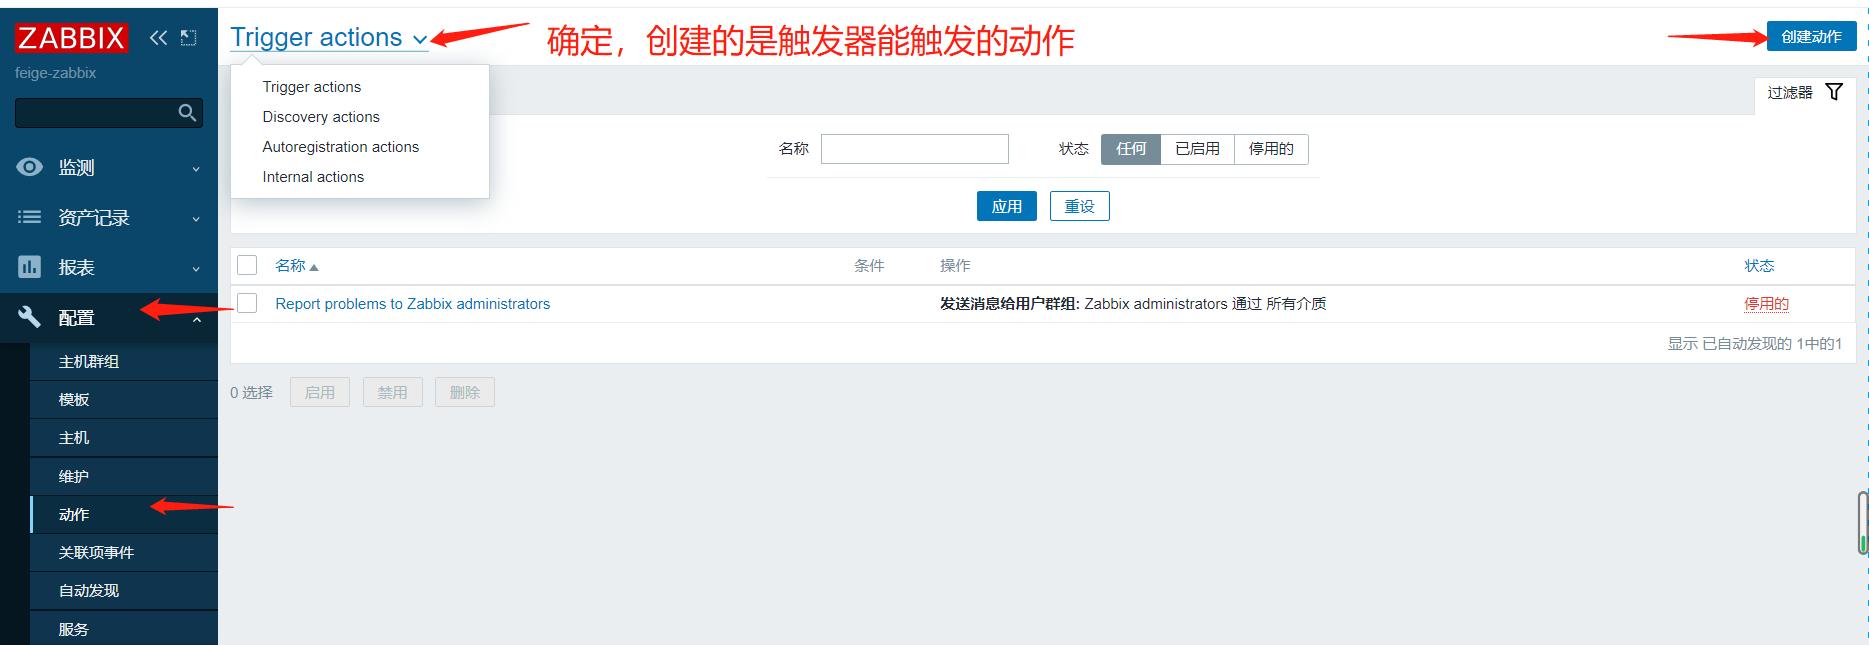 ZABBIX
feige-zabbix
监测
资产记录
报表
配置
主机群组
模板
主机
维护
动作
关联项事件
自动发现
服务
Trigger actions
确定，创建的是触发器能触发的动作
创建动作
Trigger actions
Discovery actions
Autoregistration actions
Internal actions
过滤器
名称 状态 任何 已启用 停用的
应用 重设
名称 条件 操作 状态
Report problems to Zabbix administrators 发送消息给用户群组: Zabbix administrators 通过 所有介质 停用的
显示 已自动发现的 1中的1
0 选择 启用 禁用 删除